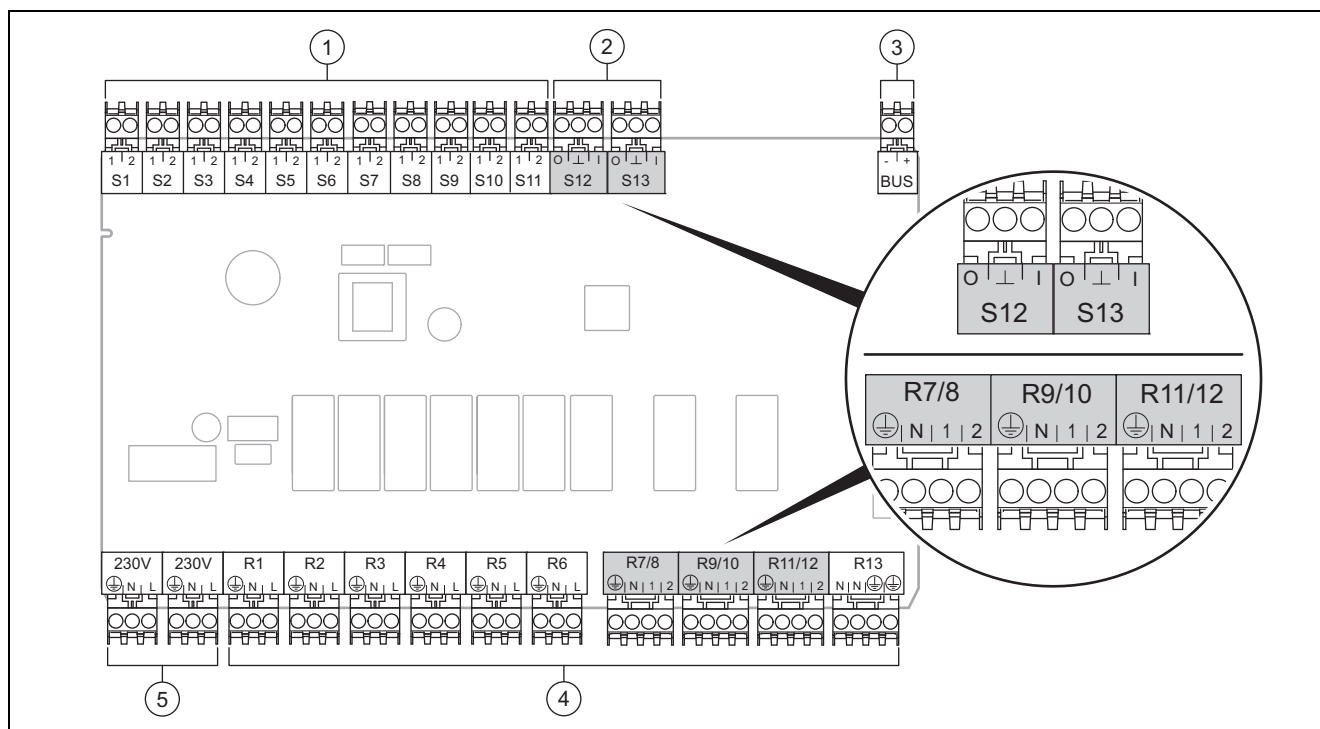 1 2 3
1 2 1 2 1 2 1 2 1 2 1 2 1 2 1 2 1 2 1 2 1 2 O ⊥ I O ⊥ I - +
S1 S2 S3 S4 S5 S6 S7 S8 S9 S10 S11 S12 S13 BUS
O ⊥ I O ⊥ I
S12 S13
R7/8 R9/10 R11/12
⏚ | N | 1 | 2 ⏚ | N | 1 | 2 ⏚ | N | 1 | 2
230V 230V R1 R2 R3 R4 R5 R6 R7/8 R9/10 R11/12 R13
⏚ N L ⏚ N L ⏚ N L ⏚ N L ⏚ N L ⏚ N L ⏚ N L ⏚ N L ⏚ | N | 1 | 2 ⏚ | N | 1 | 2 ⏚ | N | 1 | 2 N N ⏚ ⏚
5 4